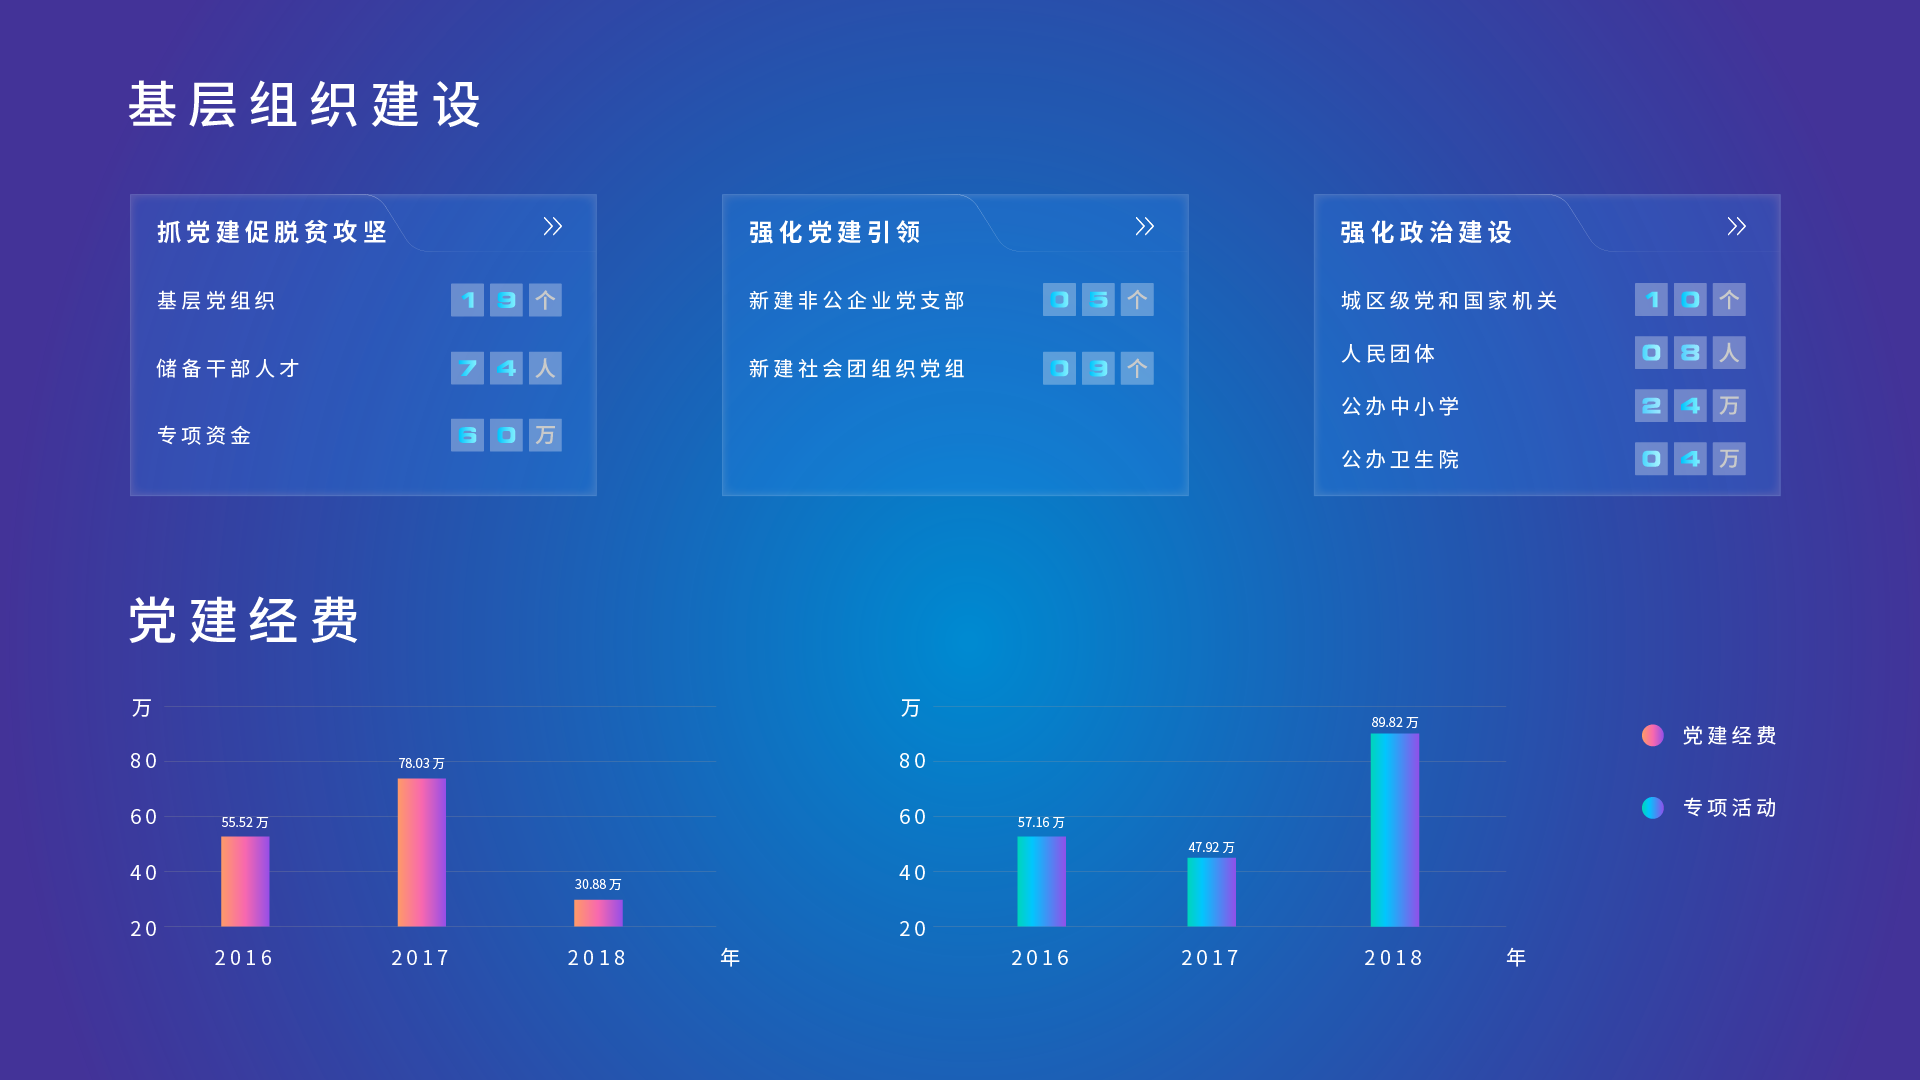 基层组织建设
抓党建促脱贫攻坚
基层党组织 19个
储备干部人才 74人
专项资金 60万
强化党建引领
新建非公企业党支部 05个
新建社会团组织党组 09个
强化政治建设
城区级党和国家机关 10个
人民团体 08人
公办中小学 24万
公办卫生院 04万
党建经费
万
80
60
40
20
55.52 万
78.03 万
30.88 万
2016 2017 2018 年
万
80
60
40
20
57.16 万
47.92 万
89.82 万
2016 2017 2018 年
党建经费
专项活动